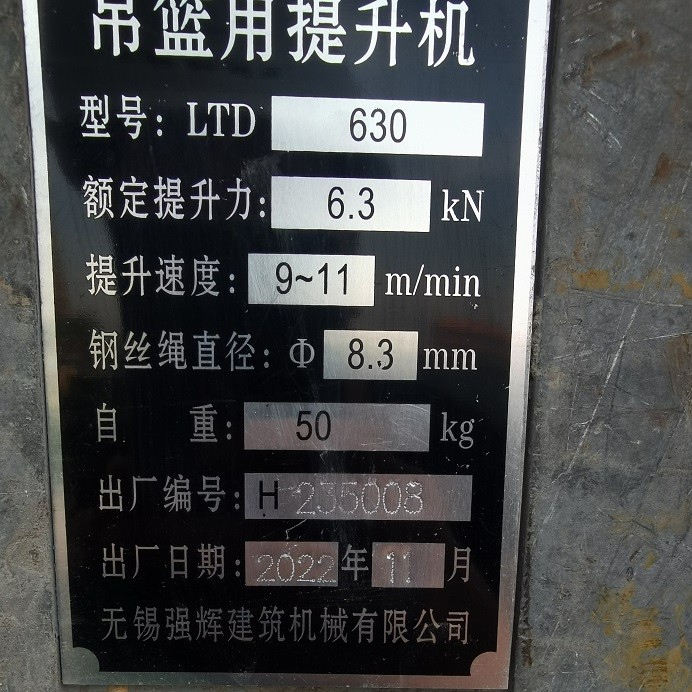 吊篮用提升机
型号: LTD 630
额定提升力: 6.3 kN
提升速度: 9~11 m/min
钢丝绳直径: Φ 8.3 mm
自 重: 50 kg
出厂编号: H 235008
出厂日期: 2022年 11 月
无锡强辉建筑机械有限公司